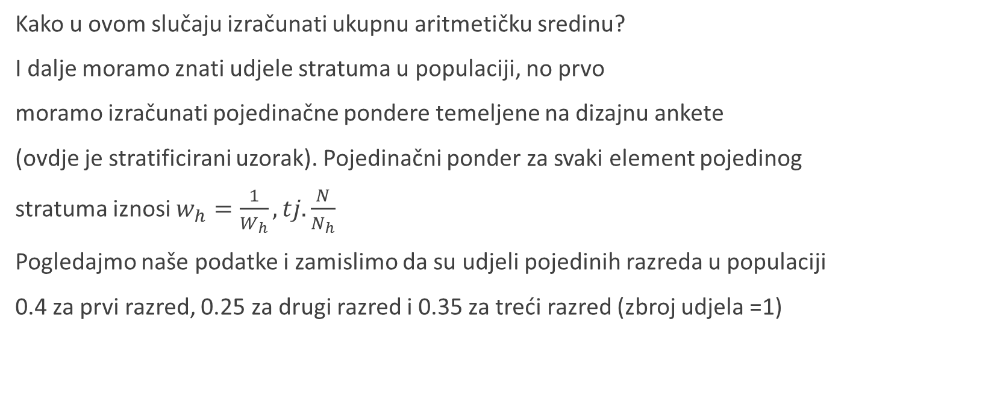 Kako u ovom slučaju izračunati ukupnu aritmetičku sredinu?
I dalje moramo znati udjele stratuma u populaciji, no prvo
moramo izračunati pojedinačne pondere temeljene na dizajnu ankete
(ovdje je stratificirani uzorak). Pojedinačni ponder za svaki element pojedinog
stratuma iznosi w_h = 1/W_h, tj. N/N_h
Pogledajmo naše podatke i zamislimo da su udjeli pojedinih razreda u populaciji
0.4 za prvi razred, 0.25 za drugi razred i 0.35 za treći razred (zbroj udjela =1)